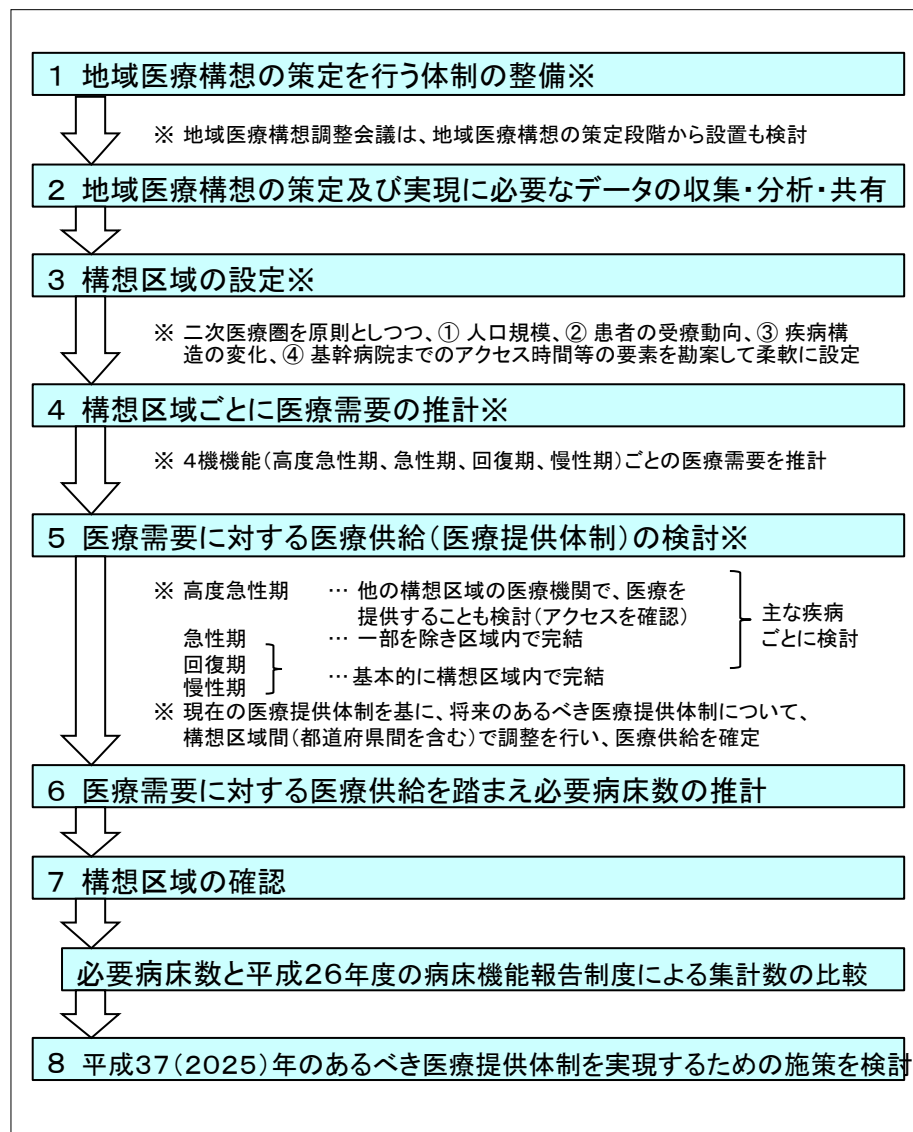 1 地域医療構想の策定を行う体制の整備※
※ 地域医療構想調整会議は、地域医療構想の策定段階から設置も検討
2 地域医療構想の策定及び実現に必要なデータの収集・分析・共有
3 構想区域の設定※
※ 二次医療圏を原則としつつ、① 人口規模、② 患者の受療動向、③ 疾病構
造の変化、④ 基幹病院までのアクセス時間等の要素を勘案して柔軟に設定
4 構想区域ごとに医療需要の推計※
※ 4機機能(高度急性期、急性期、回復期、慢性期)ごとの医療需要を推計
5 医療需要に対する医療供給(医療提供体制)の検討※
※ 高度急性期 … 他の構想区域の医療機関で、医療を
提供することも検討(アクセスを確認)
急性期 … 一部を除き区域内で完結
回復期
慢性期 … 基本的に構想区域内で完結
主な疾病
ごとに検討
※ 現在の医療提供体制を基に、将来のあるべき医療提供体制について、
構想区域間(都道府県間を含む)で調整を行い、医療供給を確定
6 医療需要に対する医療供給を踏まえ必要病床数の推計
7 構想区域の確認
必要病床数と平成26年度の病床機能報告制度による集計数の比較
8 平成37(2025)年のあるべき医療提供体制を実現するための施策を検討